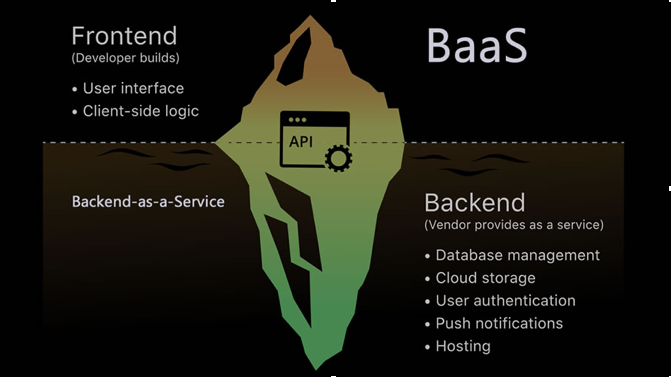 Frontend
(Developer builds)
• User interface
• Client-side logic
BaaS
API
Backend-as-a-Service
Backend
(Vendor provides as a service)
• Database management
• Cloud storage
• User authentication
• Push notifications
• Hosting